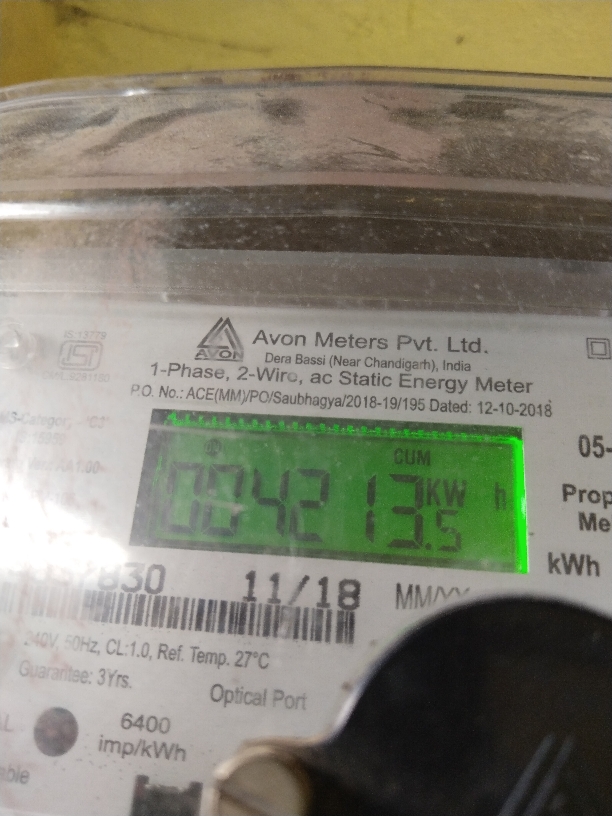 IS:13779
ISI
AVON
Avon Meters Pvt. Ltd.
Dera Bassi (Near Chandigarh), India
1-Phase, 2-Wire, ac Static Energy Meter
P.O. No.: ACE(MM)/PO/Saubhagya/2018-19/195 Dated: 12-10-2018
05-
CUM
004213.5 KW h
Prop
Me
kWh
830 11/18 MM/YY
240V, 50Hz, CL:1.0, Ref. Temp. 27°C
Guarantee: 3Yrs.
Optical Port
6400
imp/kWh